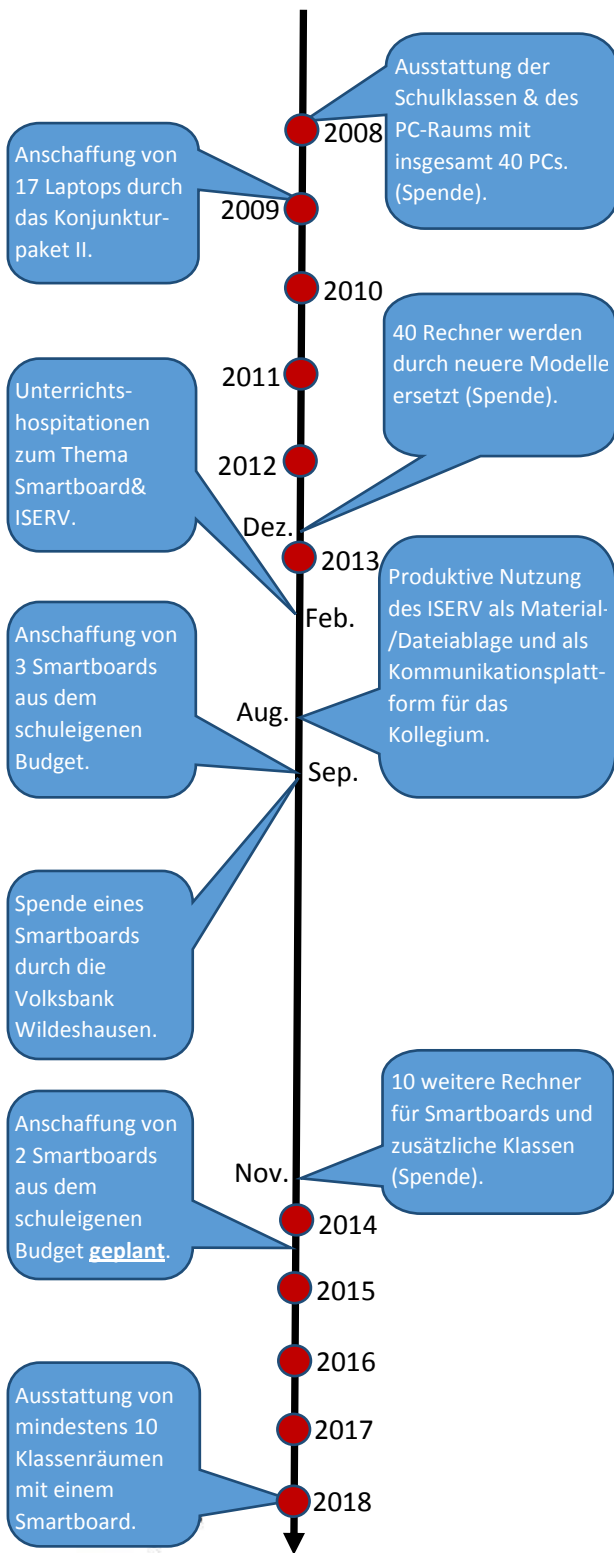 Ausstattung der
Schulklassen & des
PC-Raums mit
insgesamt 40 PCs.
(Spende).
2008
Anschaffung von
17 Laptops durch
das Konjunktur-
paket II.
2009
2010
40 Rechner werden
durch neuere Modelle
ersetzt (Spende).
2011
Unterrichts-
hospitationen
zum Thema
Smartboard&
ISERV.
2012
Dez.
2013
Feb.
Produktive Nutzung
des ISERV als Material-
/Dateiablage und als
Kommunikationsplatt-
form für das
Kollegium.
Anschaffung von
3 Smartboards
aus dem
schuleigenen
Budget.
Aug.
Sep.
Spende eines
Smartboards
durch die
Volksbank
Wildeshausen.
10 weitere Rechner
für Smartboards und
zusätzliche Klassen
(Spende).
Anschaffung von
2 Smartboards
aus dem
schuleigenen
Budget geplant.
Nov.
2014
2015
2016
2017
Ausstattung von
mindestens 10
Klassenräumen
mit einem
Smartboard.
2018